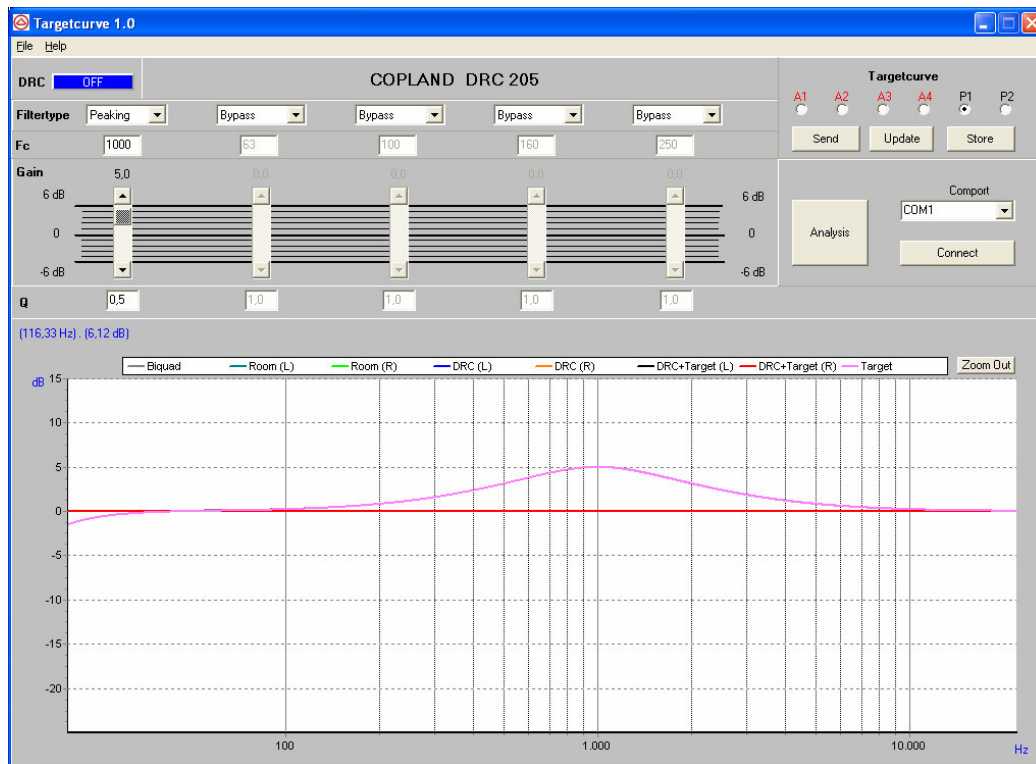 Targetcurve 1.0
File Help
DRC OFF COPLAND DRC 205 Targetcurve
A1 A2 A3 A4 P1 P2
Filtertype Peaking Bypass Bypass Bypass Bypass
Send Update Store
Fc 1000 63 100 160 250
Gain 5,0 0,0 0,0 0,0 0,0
6 dB 6 dB
Comport
COM1
0 0
Analysis
Connect
-6 dB -6 dB
Q 0,5 1,0 1,0 1,0 1,0
(116,33 Hz) . (6,12 dB)
Biquad Room (L) Room (R) DRC (L) DRC (R) DRC+Target (L) DRC+Target (R) Target Zoom Out
dB 15
10
5
0
-5
-10
-15
-20
100 1.000 10.000 Hz